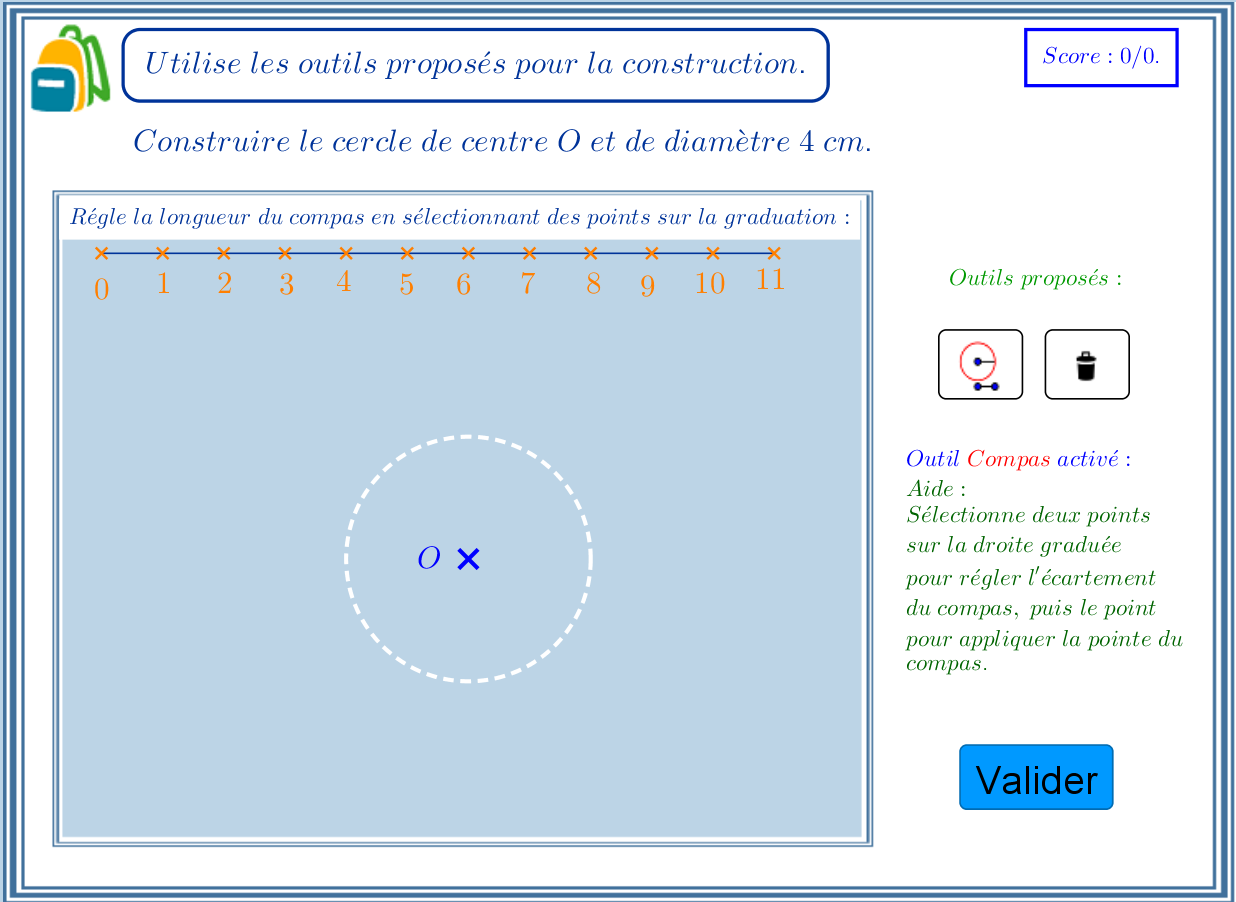 Utilise les outils proposés pour la construction.
Score : 0/0.
Construire le cercle de centre O et de diamètre 4 cm.
Régle la longueur du compas en sélectionnant des points sur la graduation :
0 1 2 3 4 5 6 7 8 9 10 11
Outils proposés :
Outil Compas activé :
Aide :
Sélectionne deux points
sur la droite graduée
pour régler l'écartement
du compas, puis le point
pour appliquer la pointe du
compas.
O
Valider